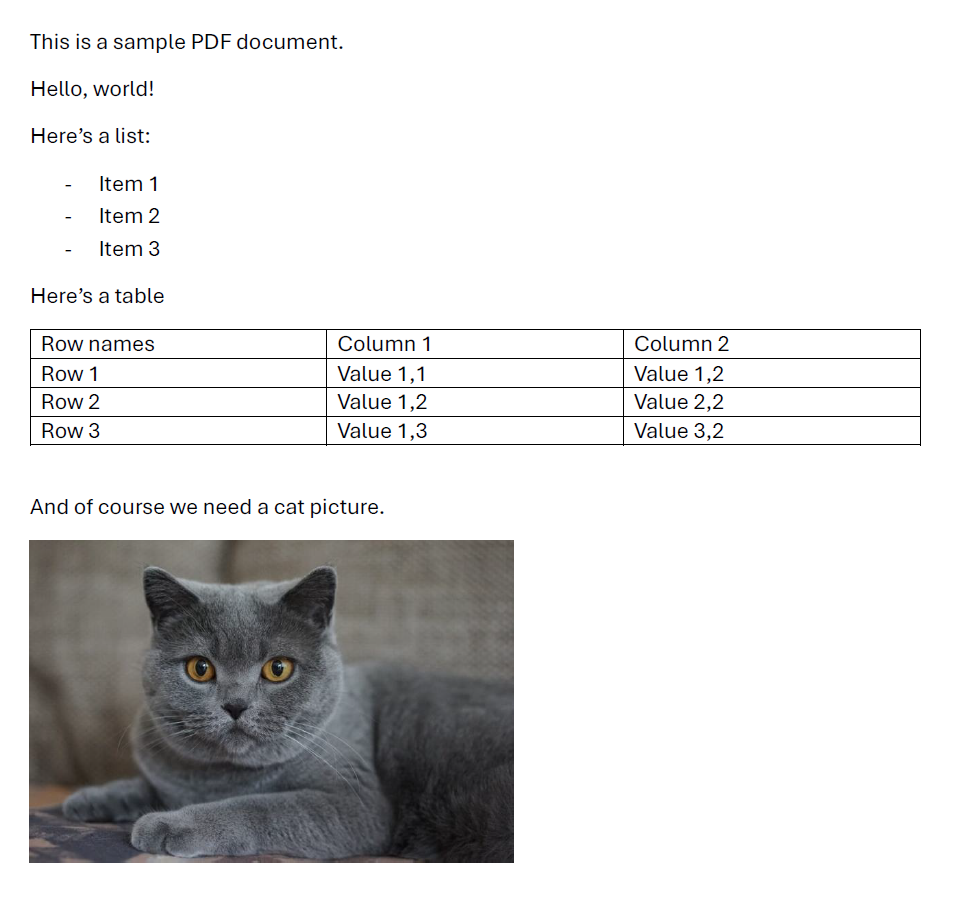 This is a sample PDF document.
Hello, world!
Here’s a list:
- Item 1
- Item 2
- Item 3
Here’s a table
Row names Column 1 Column 2
Row 1 Value 1,1 Value 1,2
Row 2 Value 1,2 Value 2,2
Row 3 Value 1,3 Value 3,2
And of course we need a cat picture.